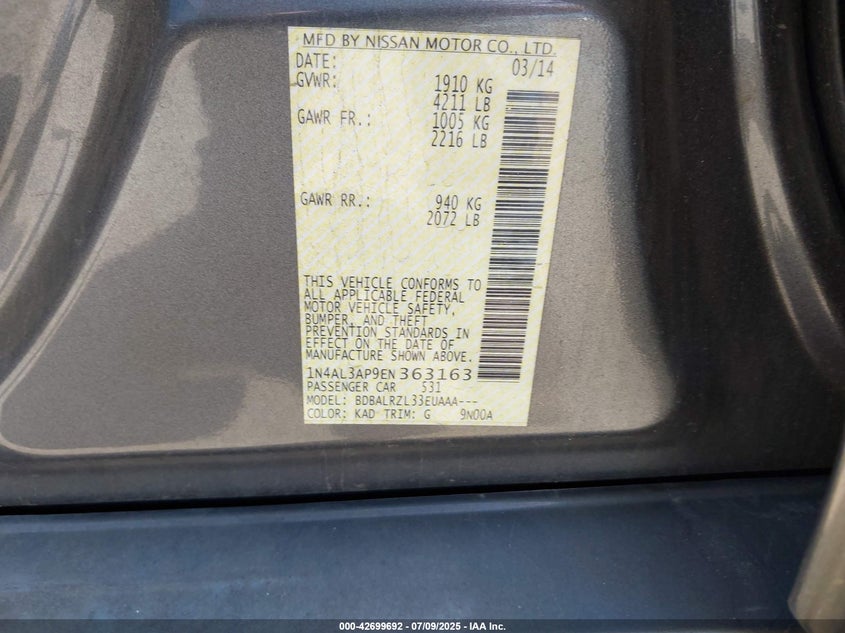 MFD BY NISSAN MOTOR CO., LTD.
DATE: 03/14
GVWR: 1910 KG
4211 LB
GAWR FR.: 1005 KG
2216 LB
GAWR RR.: 940 KG
2072 LB
THIS VEHICLE CONFORMS TO
ALL APPLICABLE FEDERAL
MOTOR VEHICLE SAFETY,
BUMPER, AND THEFT
PREVENTION STANDARDS IN
EFFECT ON THE DATE OF
MANUFACTURE SHOWN ABOVE.
1N4AL3AP9EN363163
PASSENGER CAR 531
MODEL: BDBALRZL33EUAAA---
COLOR: KAD TRIM: G 9N00A
000-42699692 / 07/09/2025 - IAA Inc.